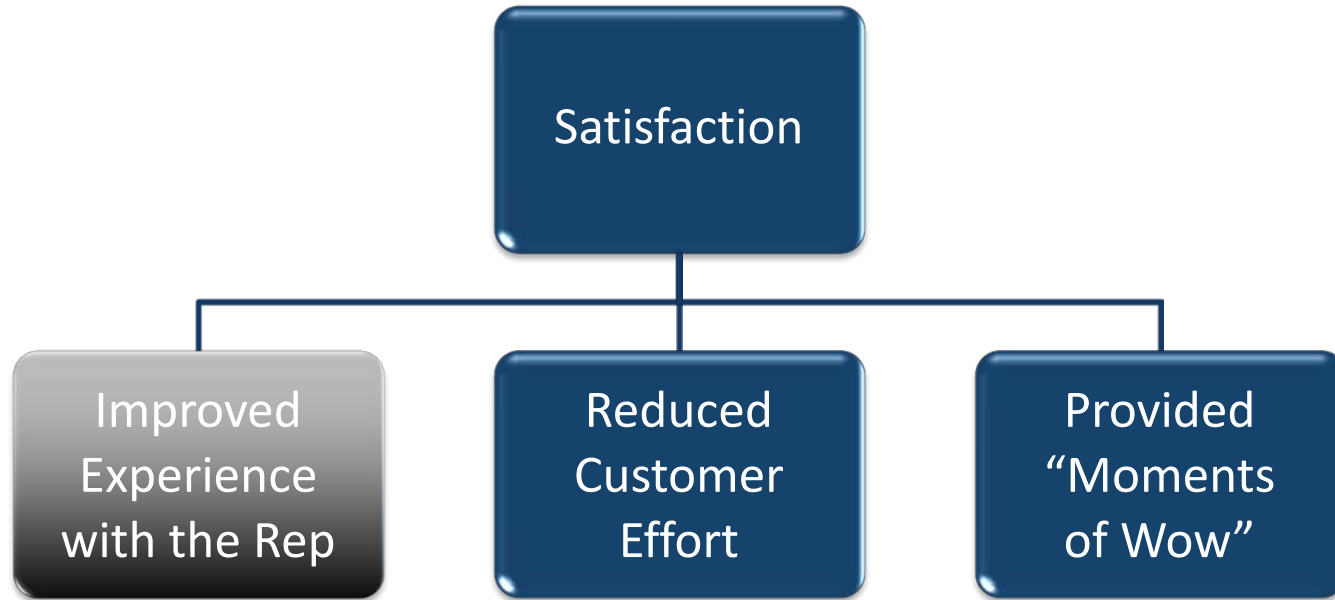 Satisfaction
Improved
Experience
with the Rep
Reduced
Customer
Effort
Provided
“Moments
of Wow”